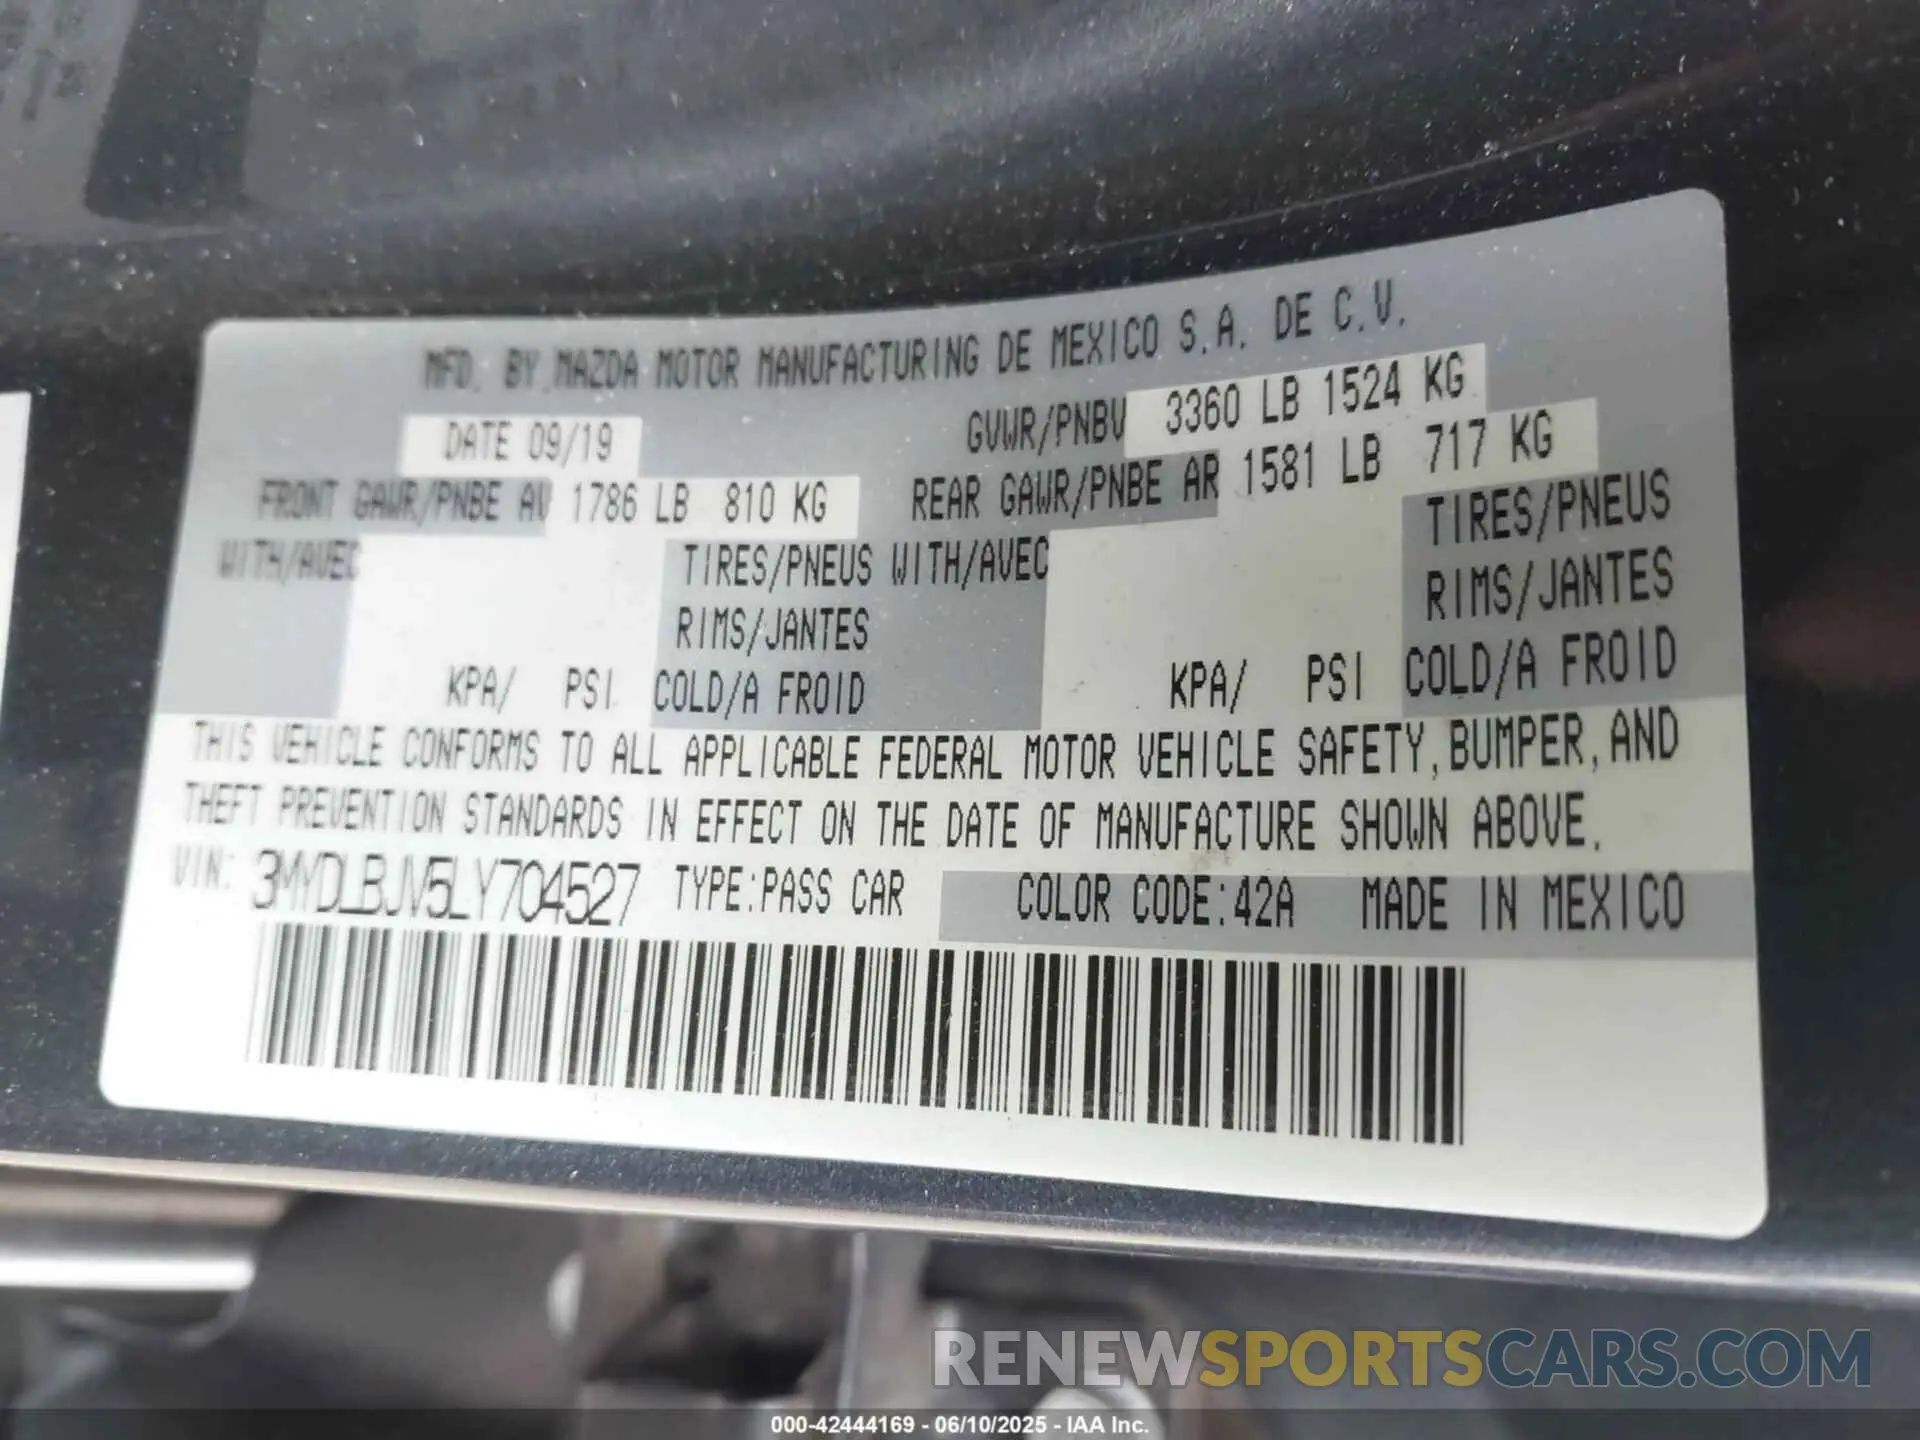 MFD. BY MAZDA MOTOR MANUFACTURING DE MEXICO S.A. DE C.V.
DATE 09/19 GVWR/PNBV 3360 LB 1524 KG
FRONT GAWR/PNBE AV 1786 LB 810 KG REAR GAWR/PNBE AR 1581 LB 717 KG
WITH/AVEC TIRES/PNEUS WITH/AVEC TIRES/PNEUS
RIMS/JANTES RIMS/JANTES
KPA/ PSI COLD/A FROID KPA/ PSI COLD/A FROID
THIS VEHICLE CONFORMS TO ALL APPLICABLE FEDERAL MOTOR VEHICLE SAFETY, BUMPER, AND
THEFT PREVENTION STANDARDS IN EFFECT ON THE DATE OF MANUFACTURE SHOWN ABOVE.
VIN: 3MYDLBJV5LY704527 TYPE:PASS CAR COLOR CODE:42A MADE IN MEXICO
RENEWSPORTSCARS.COM
000-42444169 - 06/10/2025 - IAA Inc.